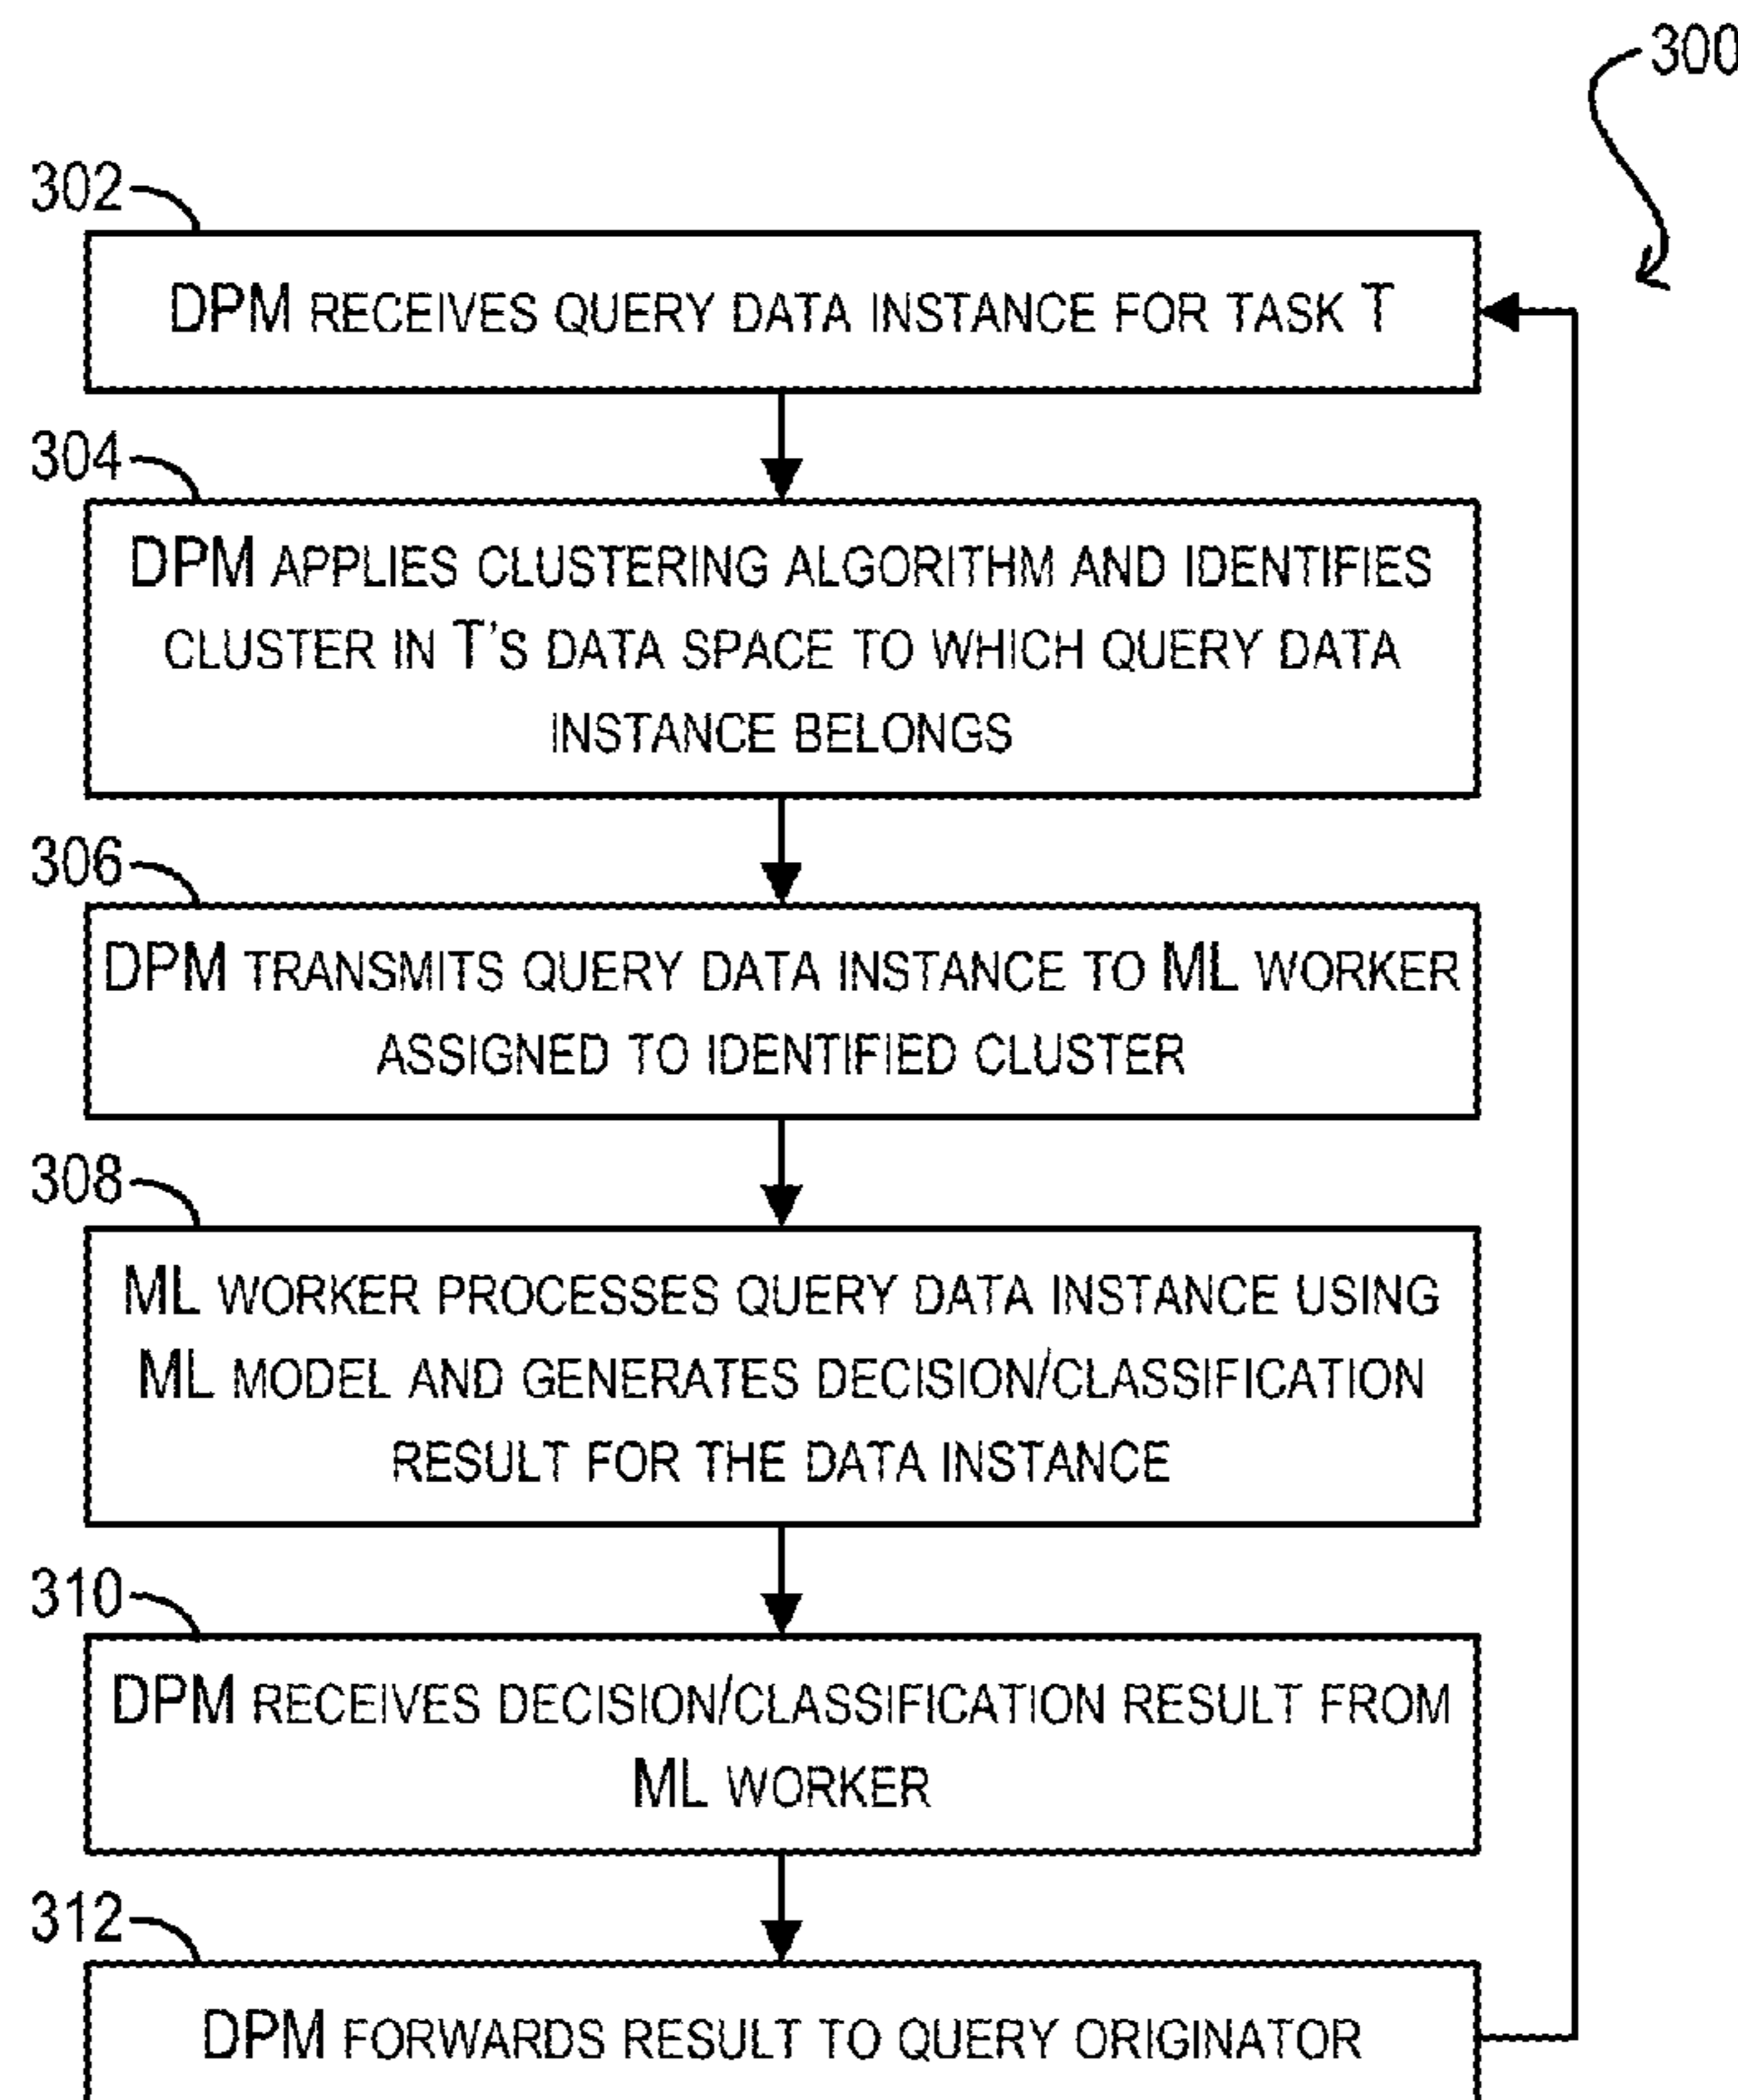 300
302
DPM RECEIVES QUERY DATA INSTANCE FOR TASK T
304
DPM APPLIES CLUSTERING ALGORITHM AND IDENTIFIES
CLUSTER IN T'S DATA SPACE TO WHICH QUERY DATA
INSTANCE BELONGS
306
DPM TRANSMITS QUERY DATA INSTANCE TO ML WORKER
ASSIGNED TO IDENTIFIED CLUSTER
308
ML WORKER PROCESSES QUERY DATA INSTANCE USING
ML MODEL AND GENERATES DECISION/CLASSIFICATION
RESULT FOR THE DATA INSTANCE
310
DPM RECEIVES DECISION/CLASSIFICATION RESULT FROM
ML WORKER
312
DPM FORWARDS RESULT TO QUERY ORIGINATOR